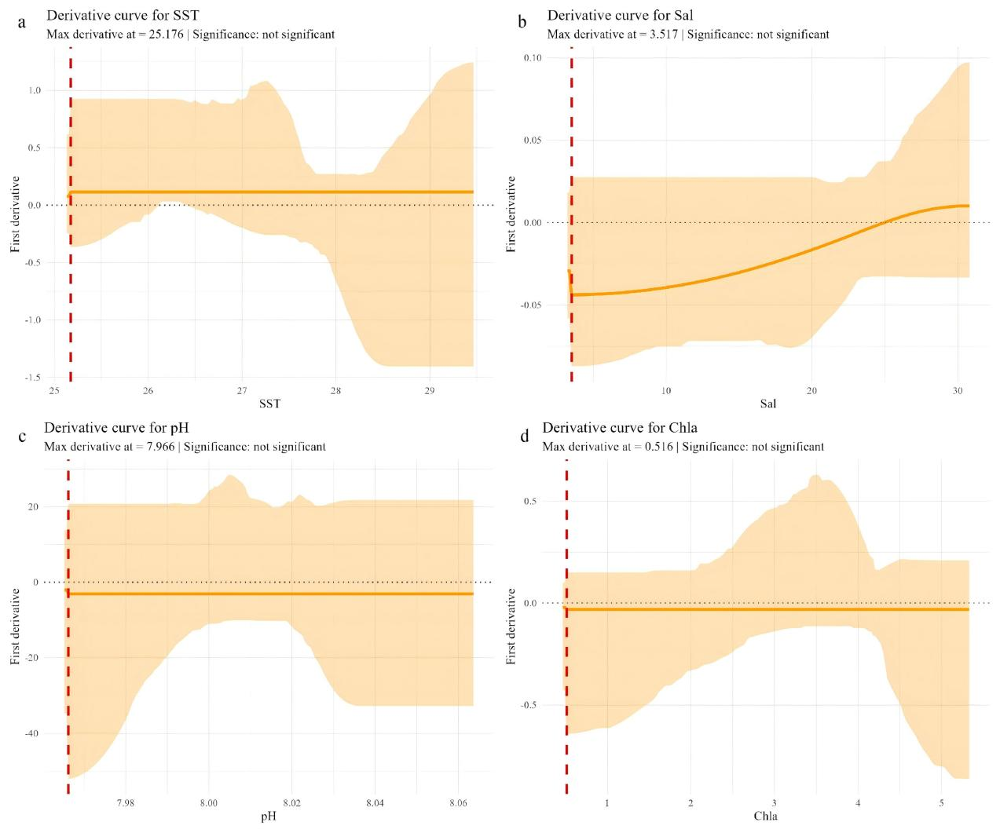 a
Derivative curve for SST
Max derivative at = 25.176 | Significance: not significant
First derivative
1.0
0.5
0.0
-0.5
-1.0
-1.5
25 26 27 28 29
SST
b
Derivative curve for Sal
Max derivative at = 3.517 | Significance: not significant
First derivative
0.10
0.05
0.00
-0.05
10 20 30
Sal
c
Derivative curve for pH
Max derivative at = 7.966 | Significance: not significant
First derivative
20
0
-20
-40
7.98 8.00 8.02 8.04 8.06
pH
d
Derivative curve for Chla
Max derivative at = 0.516 | Significance: not significant
First derivative
0.5
0.0
-0.5
1 2 3 4 5
Chla